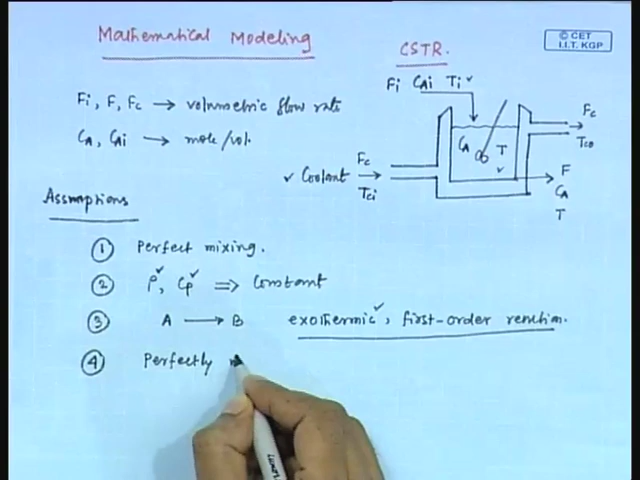 Mathematical Modeling
CSTR.
© CET
I.I.T. KGP
Fi CAi Ti ✓
Fi, F, Fc → volumetric flow rate
CA, CAi → mole/vol.
Fc
Tco
CA T ✓
✓ Coolant Fc → Tci
F
CA
T
Assumptions
① Perfect mixing.
② ρ✓, Cp✓ ⇒ Constant
③ A → B exothermic✓, first-order reaction.
④ Perfectly